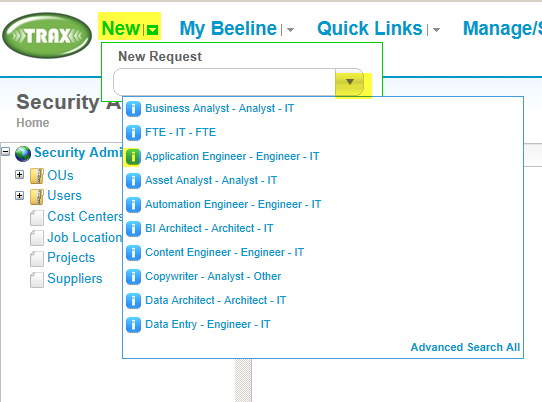 TRAX
New My Beeline Quick Links Manage/S
New Request
Security A
Home
Business Analyst - Analyst - IT
FTE - IT - FTE
Application Engineer - Engineer - IT
Asset Analyst - Analyst - IT
Automation Engineer - Engineer - IT
BI Architect - Architect - IT
Content Engineer - Engineer - IT
Copywriter - Analyst - Other
Data Architect - Architect - IT
Data Entry - Engineer - IT
Advanced Search All
Security Admi
OUs
Users
Cost Centers
Job Location
Projects
Suppliers